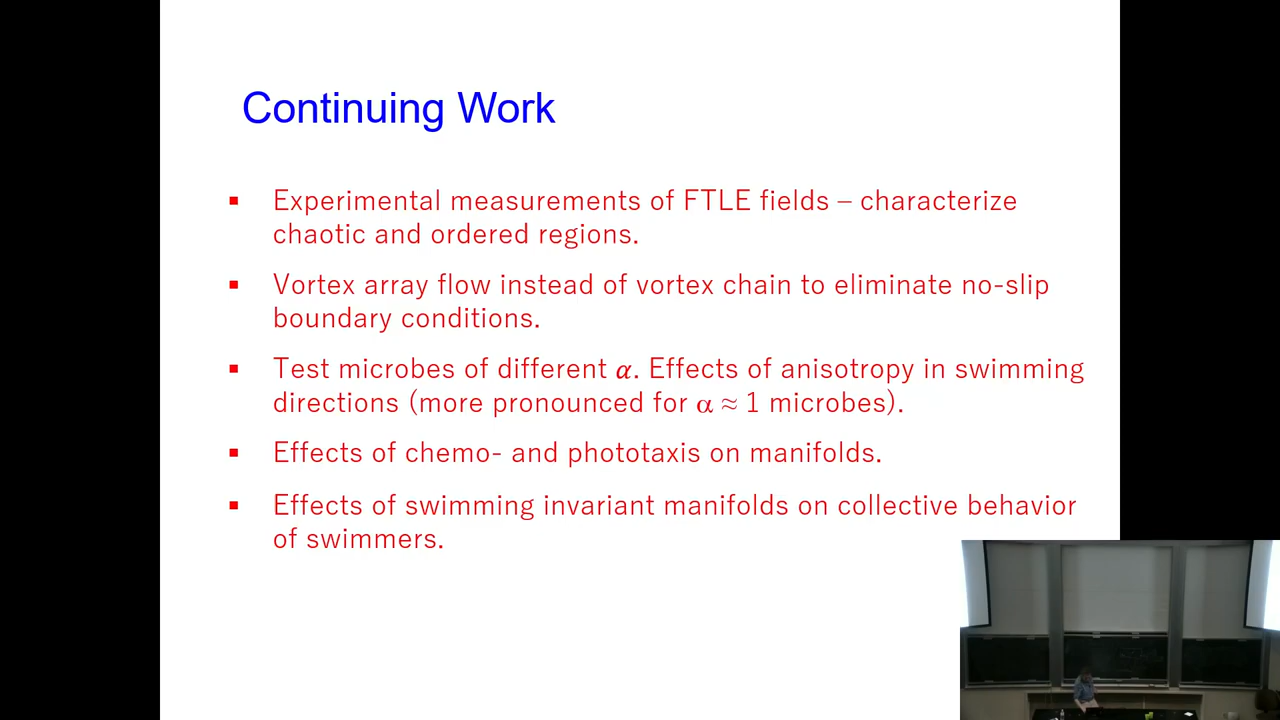 Continuing Work
▪ Experimental measurements of FTLE fields – characterize
chaotic and ordered regions.
▪ Vortex array flow instead of vortex chain to eliminate no-slip
boundary conditions.
▪ Test microbes of different α. Effects of anisotropy in swimming
directions (more pronounced for α ≈ 1 microbes).
▪ Effects of chemo- and phototaxis on manifolds.
▪ Effects of swimming invariant manifolds on collective behavior
of swimmers.